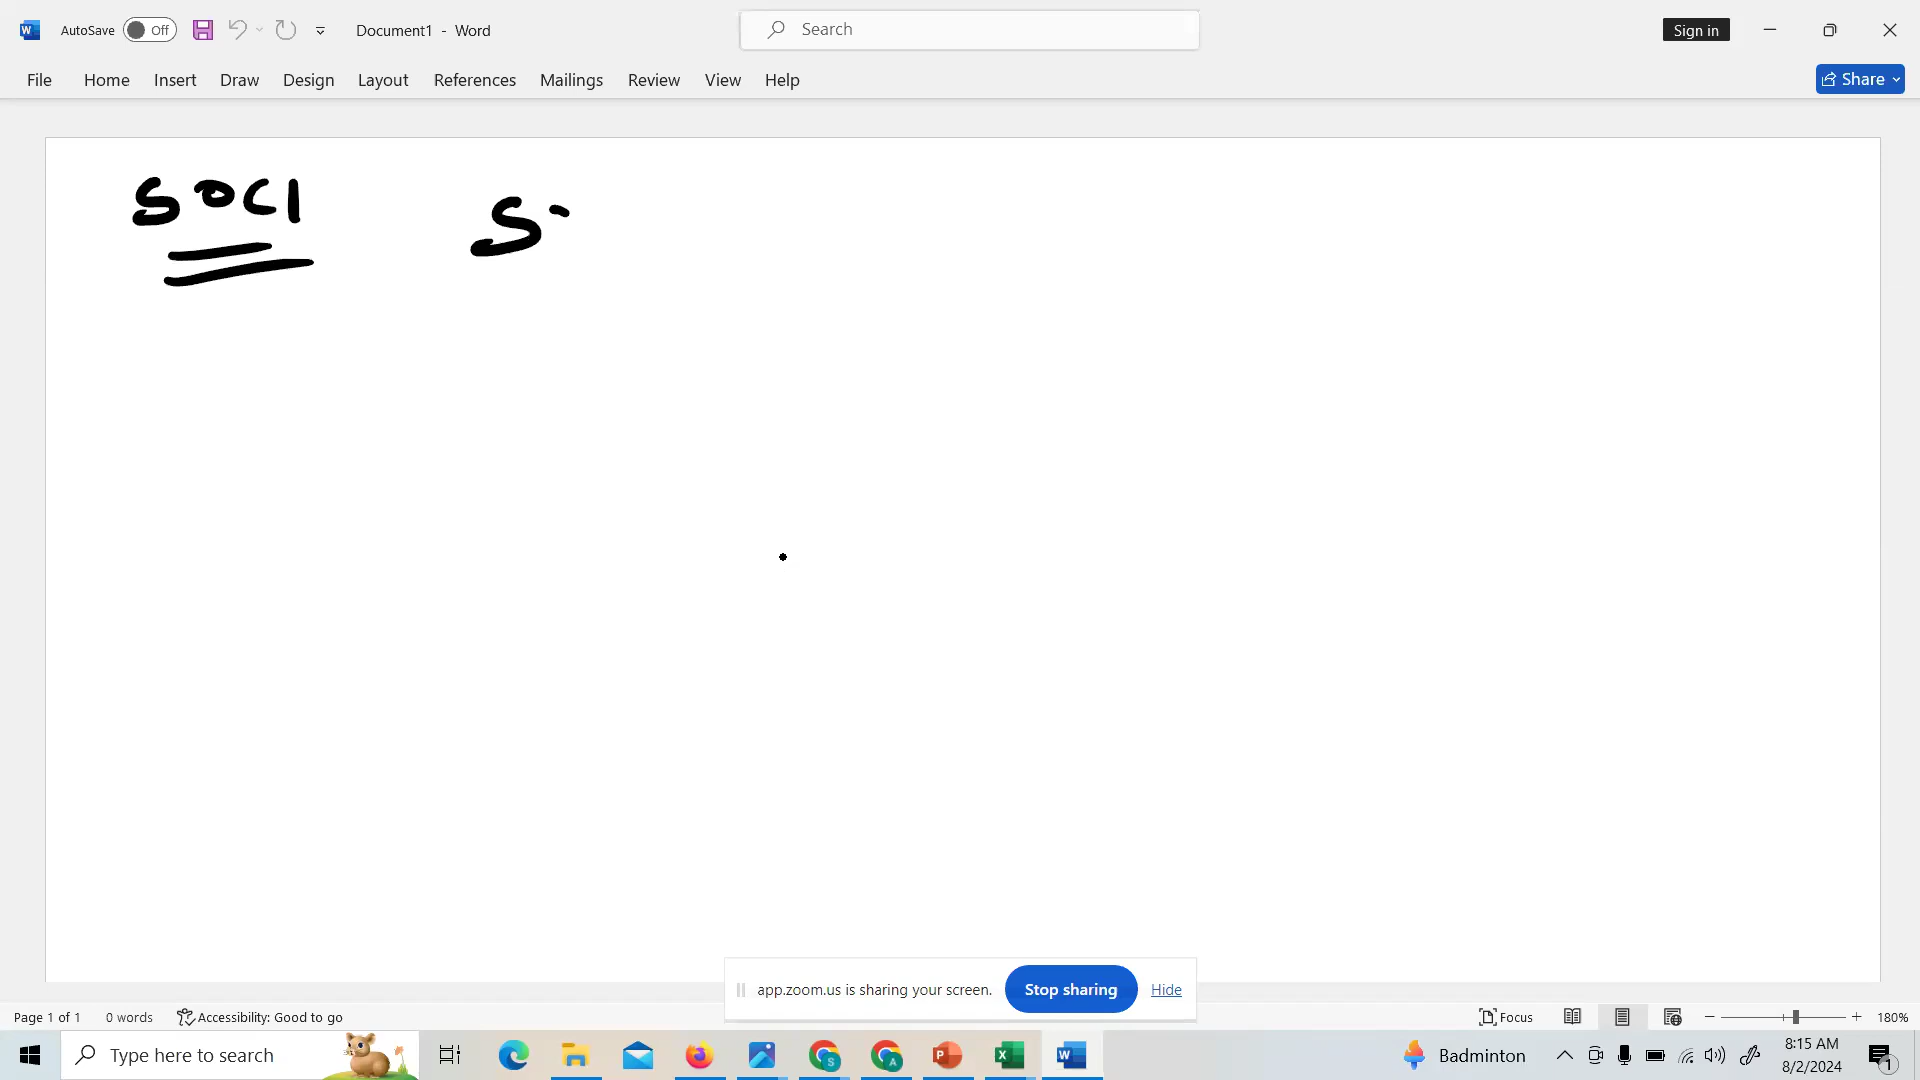 AutoSave Off Document1 - Word Search Sign in
File Home Insert Draw Design Layout References Mailings Review View Help Share
SOCI S
app.zoom.us is sharing your screen. Stop sharing Hide
Page 1 of 1 0 words Accessibility: Good to go Focus 180%
Type here to search Badminton 8:15 AM
8/2/2024 1